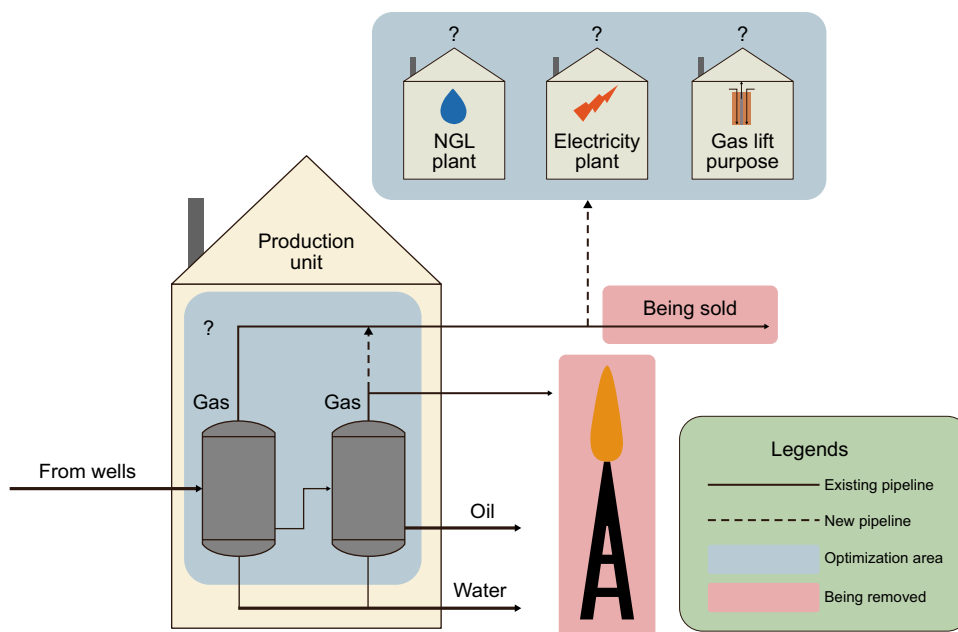 ?
?
?
NGL
plant
Electricity
plant
Gas lift
purpose
Production
unit
Being sold
?
Gas
Gas
From wells
Oil
Water
Legends
Existing pipeline
New pipeline
Optimization area
Being removed